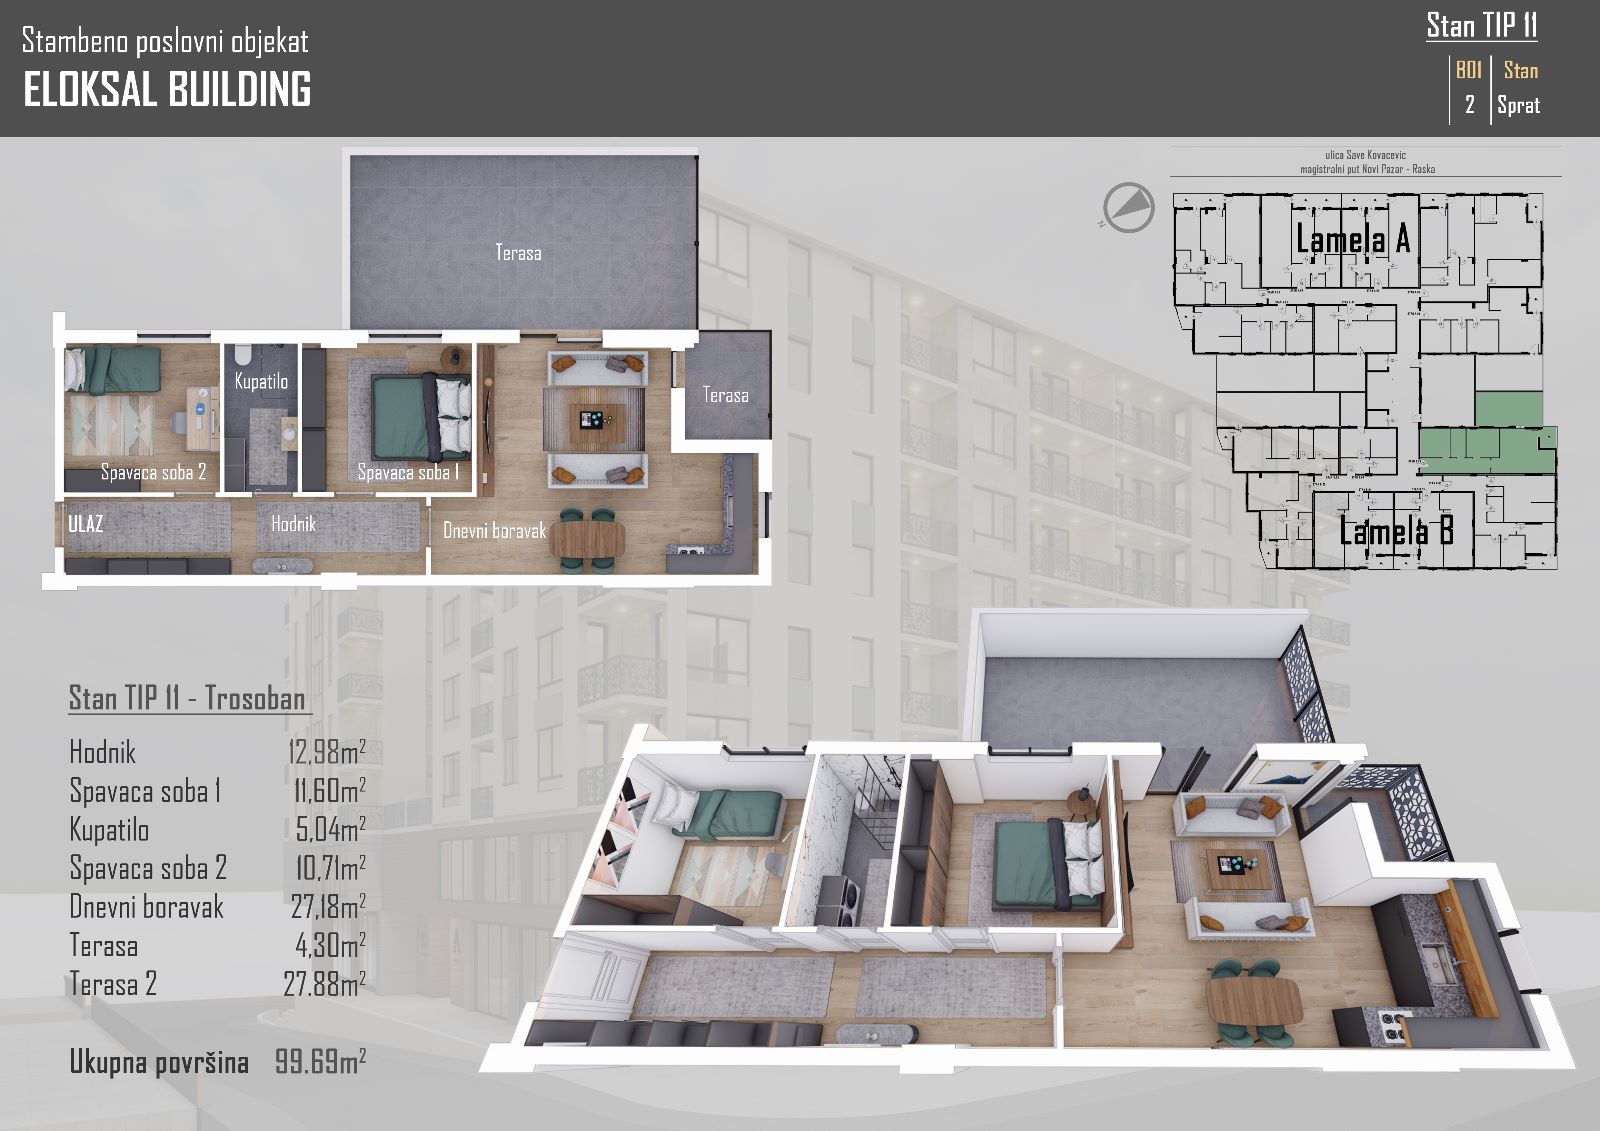 Stambeno poslovni objekat
ELOKSAL BUILDING
Stan TIP 11
B01 Stan
2 Sprat
ulica Save Kovacevic
magistralni put Novi Pazar - Raska
N
Lamela A
Lamela B
Terasa
Kupatilo
Terasa
Spavaca soba 2
Spavaca soba 1
ULAZ
Hodnik
Dnevni boravak
Stan TIP 11 - Trosoban
Hodnik 12,98m²
Spavaca soba 1 11,60m²
Kupatilo 5,04m²
Spavaca soba 2 10,71m²
Dnevni boravak 27,18m²
Terasa 4,30m²
Terasa 2 27.88m²
Ukupna površina 99.69m²